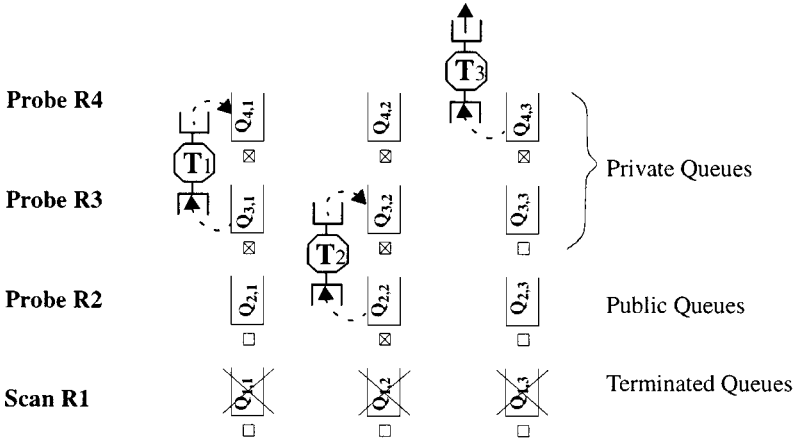 T3
Probe R4 Q4,1 Q4,2 Q4,3
T1
Private Queues
Probe R3 Q3,1 Q3,2 Q3,3
T2
Probe R2 Q2,1 Q2,2 Q2,3 Public Queues
Scan R1 Q1,1 Q1,2 Q1,3 Terminated Queues